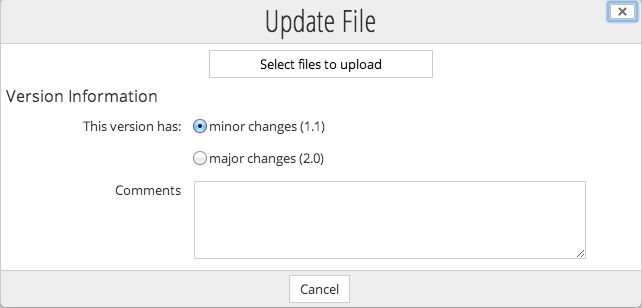 Update File
Select files to upload
Version Information
This version has: minor changes (1.1)
major changes (2.0)
Comments
Cancel